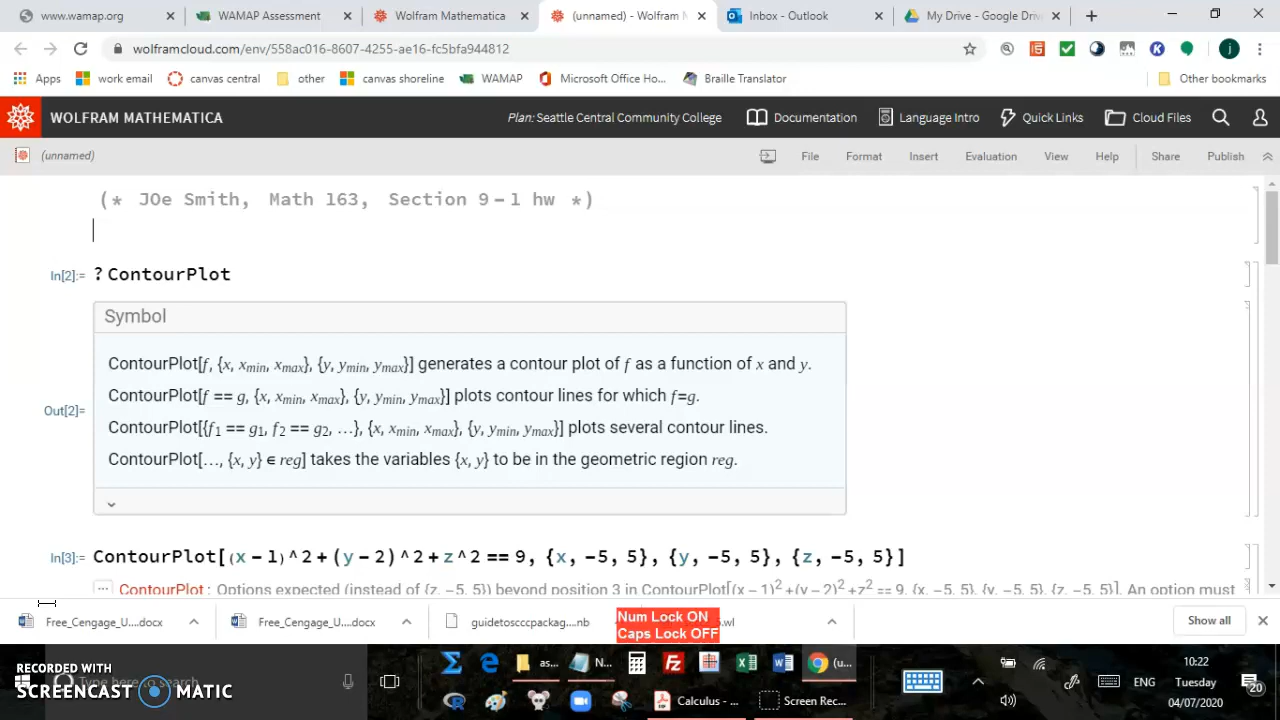 www.wamap.org
WAMAP Assessment
Wolfram Mathematica
(unnamed) - Wolfram M
Inbox - Outlook
My Drive - Google Dri
wolframcloud.com/env/558ac016-8607-4255-ae16-fc5bfa944812
j
Apps
work email
canvas central
other
canvas shoreline
WAMAP
Microsoft Office Ho...
Braille Translator
Other bookmarks
WOLFRAM MATHEMATICA
Plan: Seattle Central Community College
Documentation
Language Intro
Quick Links
Cloud Files
(unnamed)
File
Format
Insert
Evaluation
View
Help
Share
Publish
(* JOe Smith, Math 163, Section 9-1 hw *)
In[2]:= ?ContourPlot
Symbol
ContourPlot[f, {x, xmin, xmax}, {y, ymin, ymax}] generates a contour plot of f as a function of x and y.
Out[2]=
ContourPlot[f == g, {x, xmin, xmax}, {y, ymin, ymax}] plots contour lines for which f=g.
ContourPlot[{f1 == g1, f2 == g2, …}, {x, xmin, xmax}, {y, ymin, ymax}] plots several contour lines.
ContourPlot[…, {x, y} ∈ reg] takes the variables {x, y} to be in the geometric region reg.
In[3]:= ContourPlot[(x-1)^2+(y-2)^2+z^2==9, {x, -5, 5}, {y, -5, 5}, {z, -5, 5}]
ContourPlot : Options expected (instead of {z, -5, 5}) beyond position 3 in ContourPlot[(x-1)²+(y-2)²+z²==9, {x, -5, 5}, {y, -5, 5}, {z, -5, 5}]. An option must
Free_Cengage_U....docx
Free_Cengage_U....docx
guidetoscccpackag....nb
.wl
Show all
Num Lock ON
Caps Lock OFF
as...
N...
(u...
10:22
ENG
Tuesday
04/07/2020
20
Type here to search
Calculus - ...
Screen Rec...
RECORDED WITH
SCREENCAST MATIC